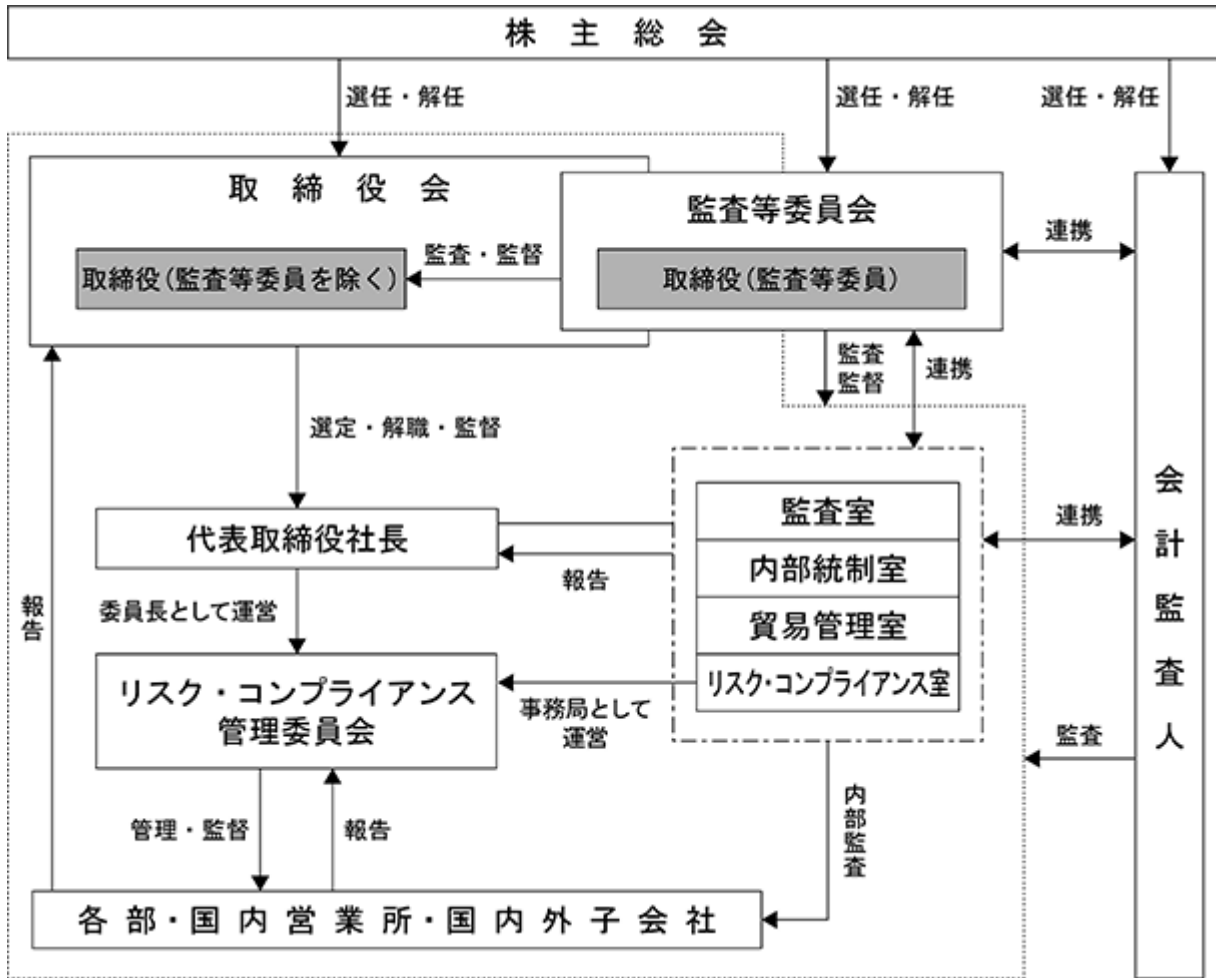 株主総会
選任・解任
選任・解任
選任・解任
取締役会
監査等委員会
連携
監査・監督
取締役(監査等委員を除く)
取締役(監査等委員)
監査
監督
連携
選定・解職・監督
監査室
代表取締役社長
連携
内部統制室
報告
貿易管理室
報告
委員長として運営
リスク・コンプライアンス室
リスク・コンプライアンス
管理委員会
事務局として
運営
会計監査人
監査
内部監査
管理・監督
報告
各部・国内営業所・国内外子会社